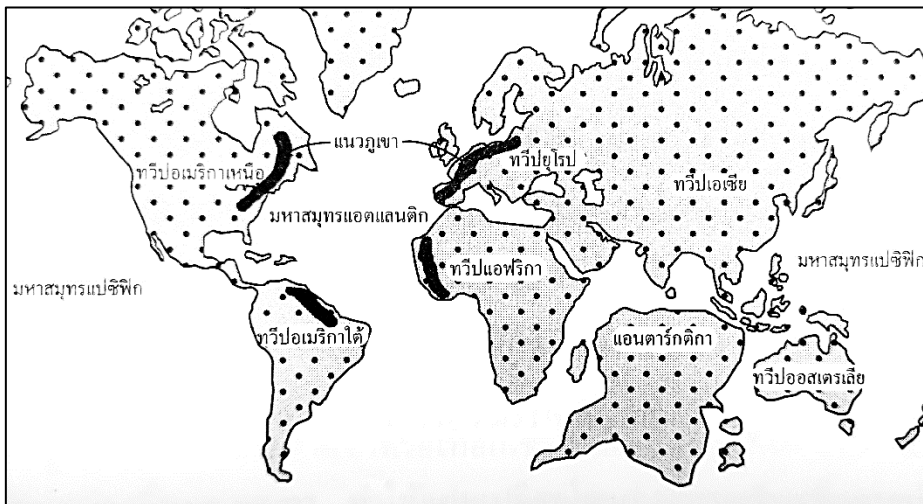 แนวภูเขา
ทวีปยุโรป
ทวีปอเมริกาเหนือ
ทวีปเอเซีย
มหาสมุทรแอตแลนติก
มหาสมุทรแปซิฟิก
ทวีปแอฟริกา
มหาสมุทรแปซิฟิก
ทวีปอเมริกาใต้
แอนตาร์กติกา
ทวีปออสเตรเลีย